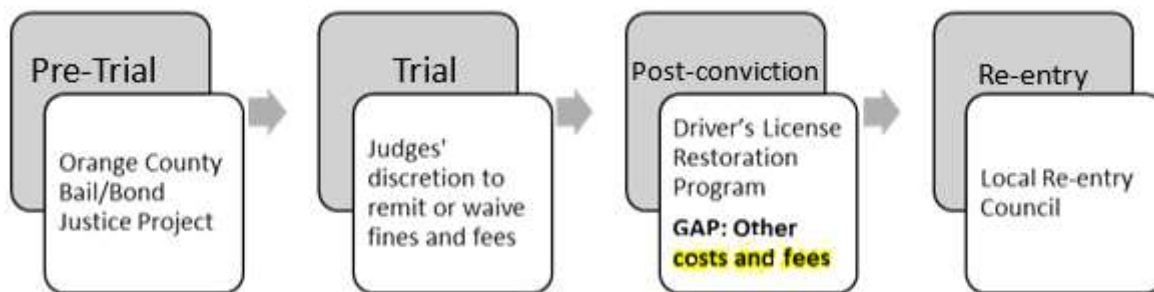 Pre-Trial
Orange County
Bail/Bond
Justice Project
Trial
Judges'
discretion to
remit or waive
fines and fees
Post-conviction
Driver's License
Restoration
Program
GAP: Other
costs and fees
Re-entry
Local Re-entry
Council